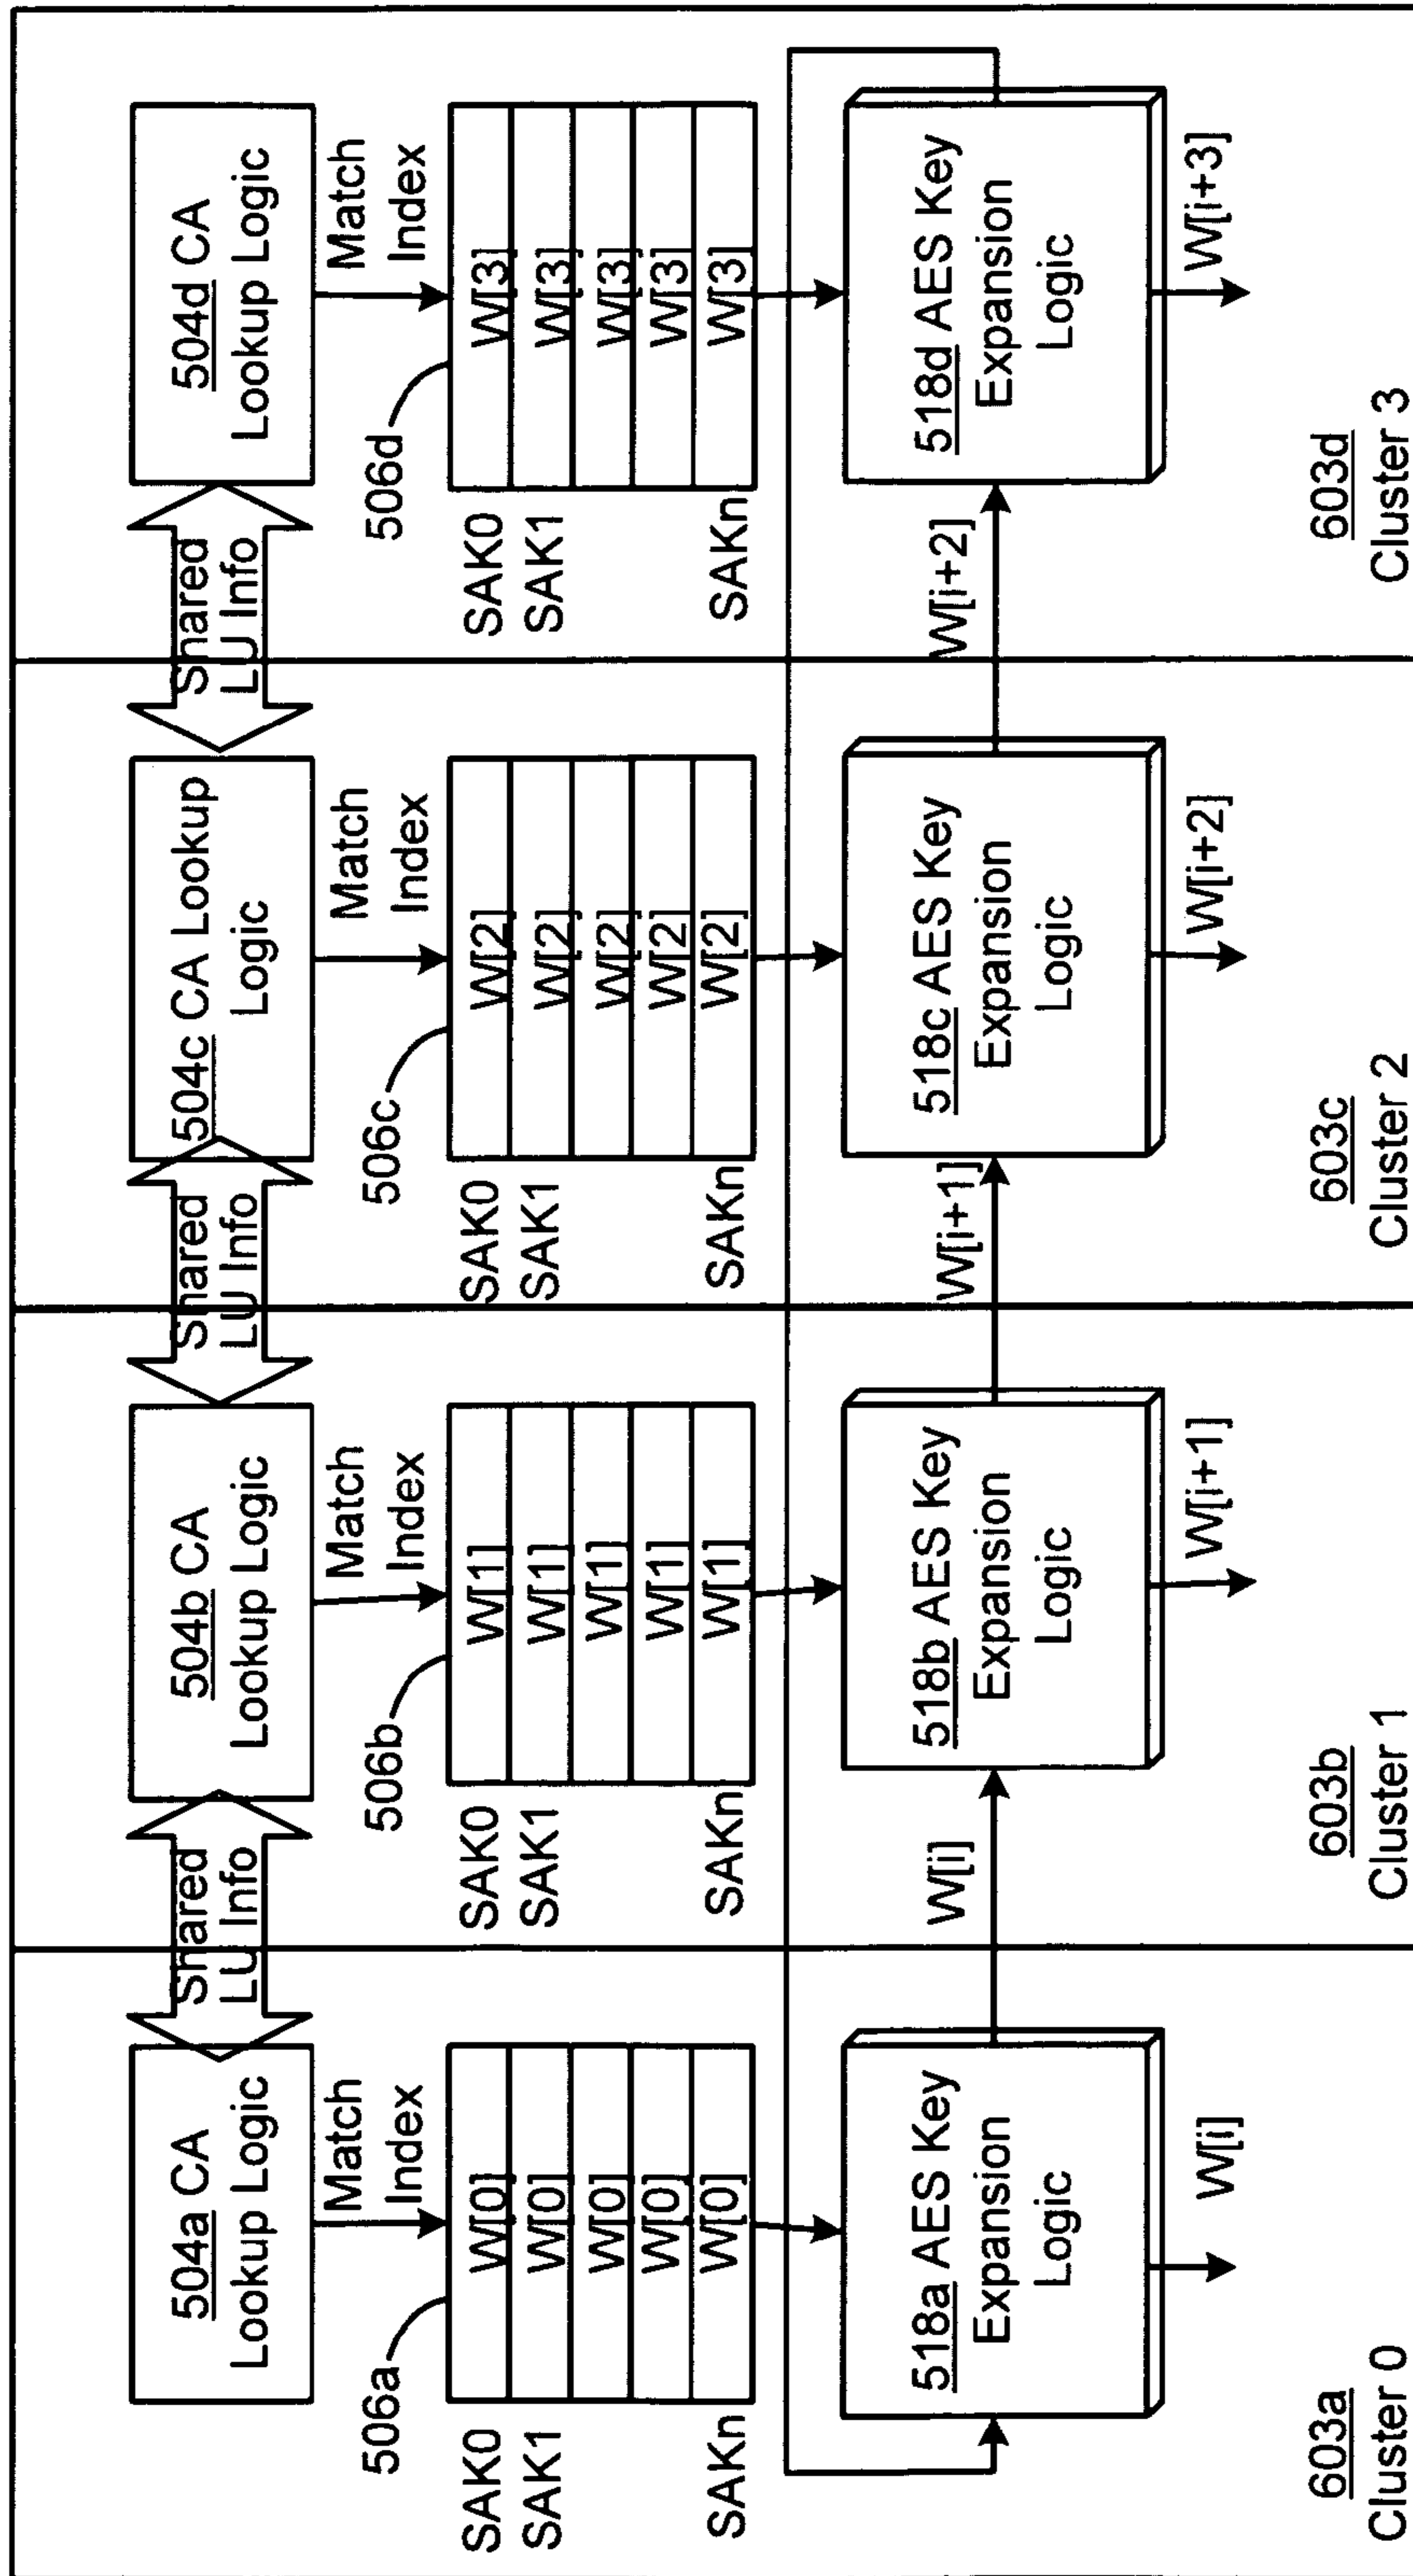 504a CA
Lookup Logic
Shared
LU Info
504b CA
Lookup Logic
Shared
LU Info
504c CA Lookup
Logic
Shared
LU Info
504d CA
Lookup Logic
Match
Index
Match
Index
Match
Index
Match
Index
506a
506b
506c
506d
SAK0
W[0]
SAK1
W[0]
W[0]
W[0]
SAKn
W[0]
SAK0
W[1]
SAK1
W[1]
W[1]
W[1]
SAKn
W[1]
SAK0
W[2]
SAK1
W[2]
W[2]
W[2]
SAKn
W[2]
SAK0
W[3]
SAK1
W[3]
W[3]
W[3]
SAKn
W[3]
518a AES Key
Expansion
Logic
W[i]
518b AES Key
Expansion
Logic
W[i+1]
518c AES Key
Expansion
Logic
W[i+2]
518d AES Key
Expansion
Logic
W[i]
W[i+1]
W[i+2]
W[i+3]
603a
Cluster 0
603b
Cluster 1
603c
Cluster 2
603d
Cluster 3